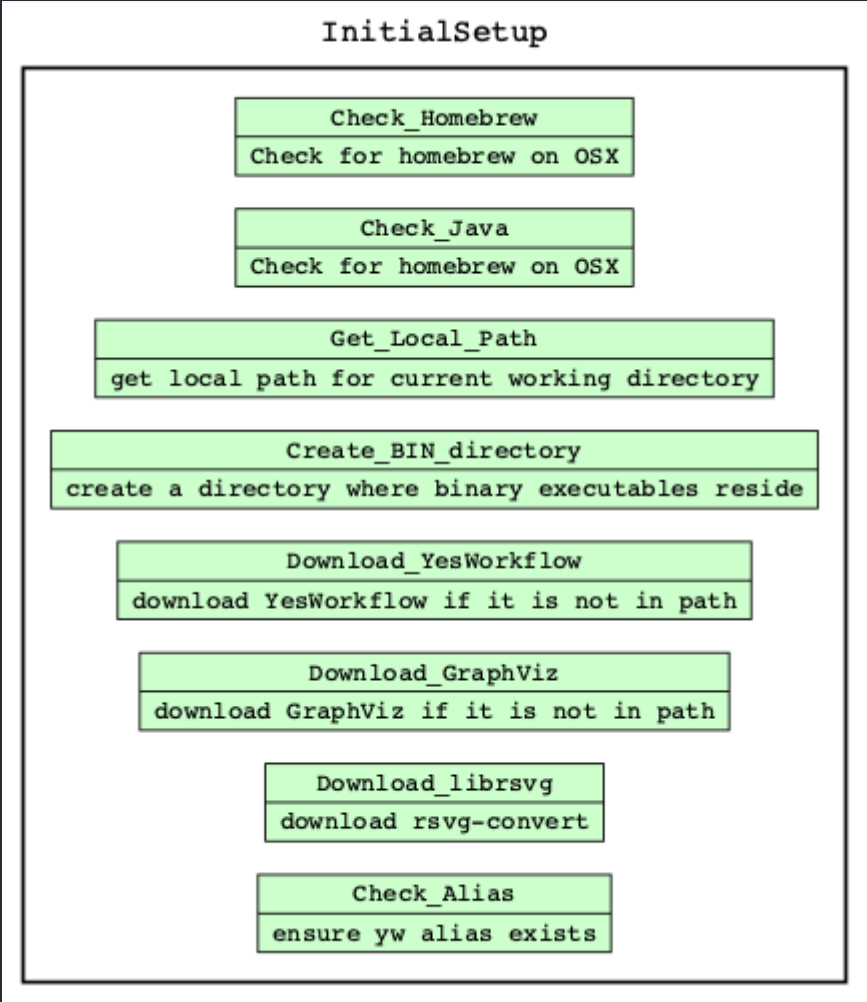 InitialSetup
Check_Homebrew
Check for homebrew on OSX
Check_Java
Check for homebrew on OSX
Get_Local_Path
get local path for current working directory
Create_BIN_directory
create a directory where binary executables reside
Download_YesWorkflow
download YesWorkflow if it is not in path
Download_GraphViz
download GraphViz if it is not in path
Download_librsvg
download rsvg-convert
Check_Alias
ensure yw alias exists